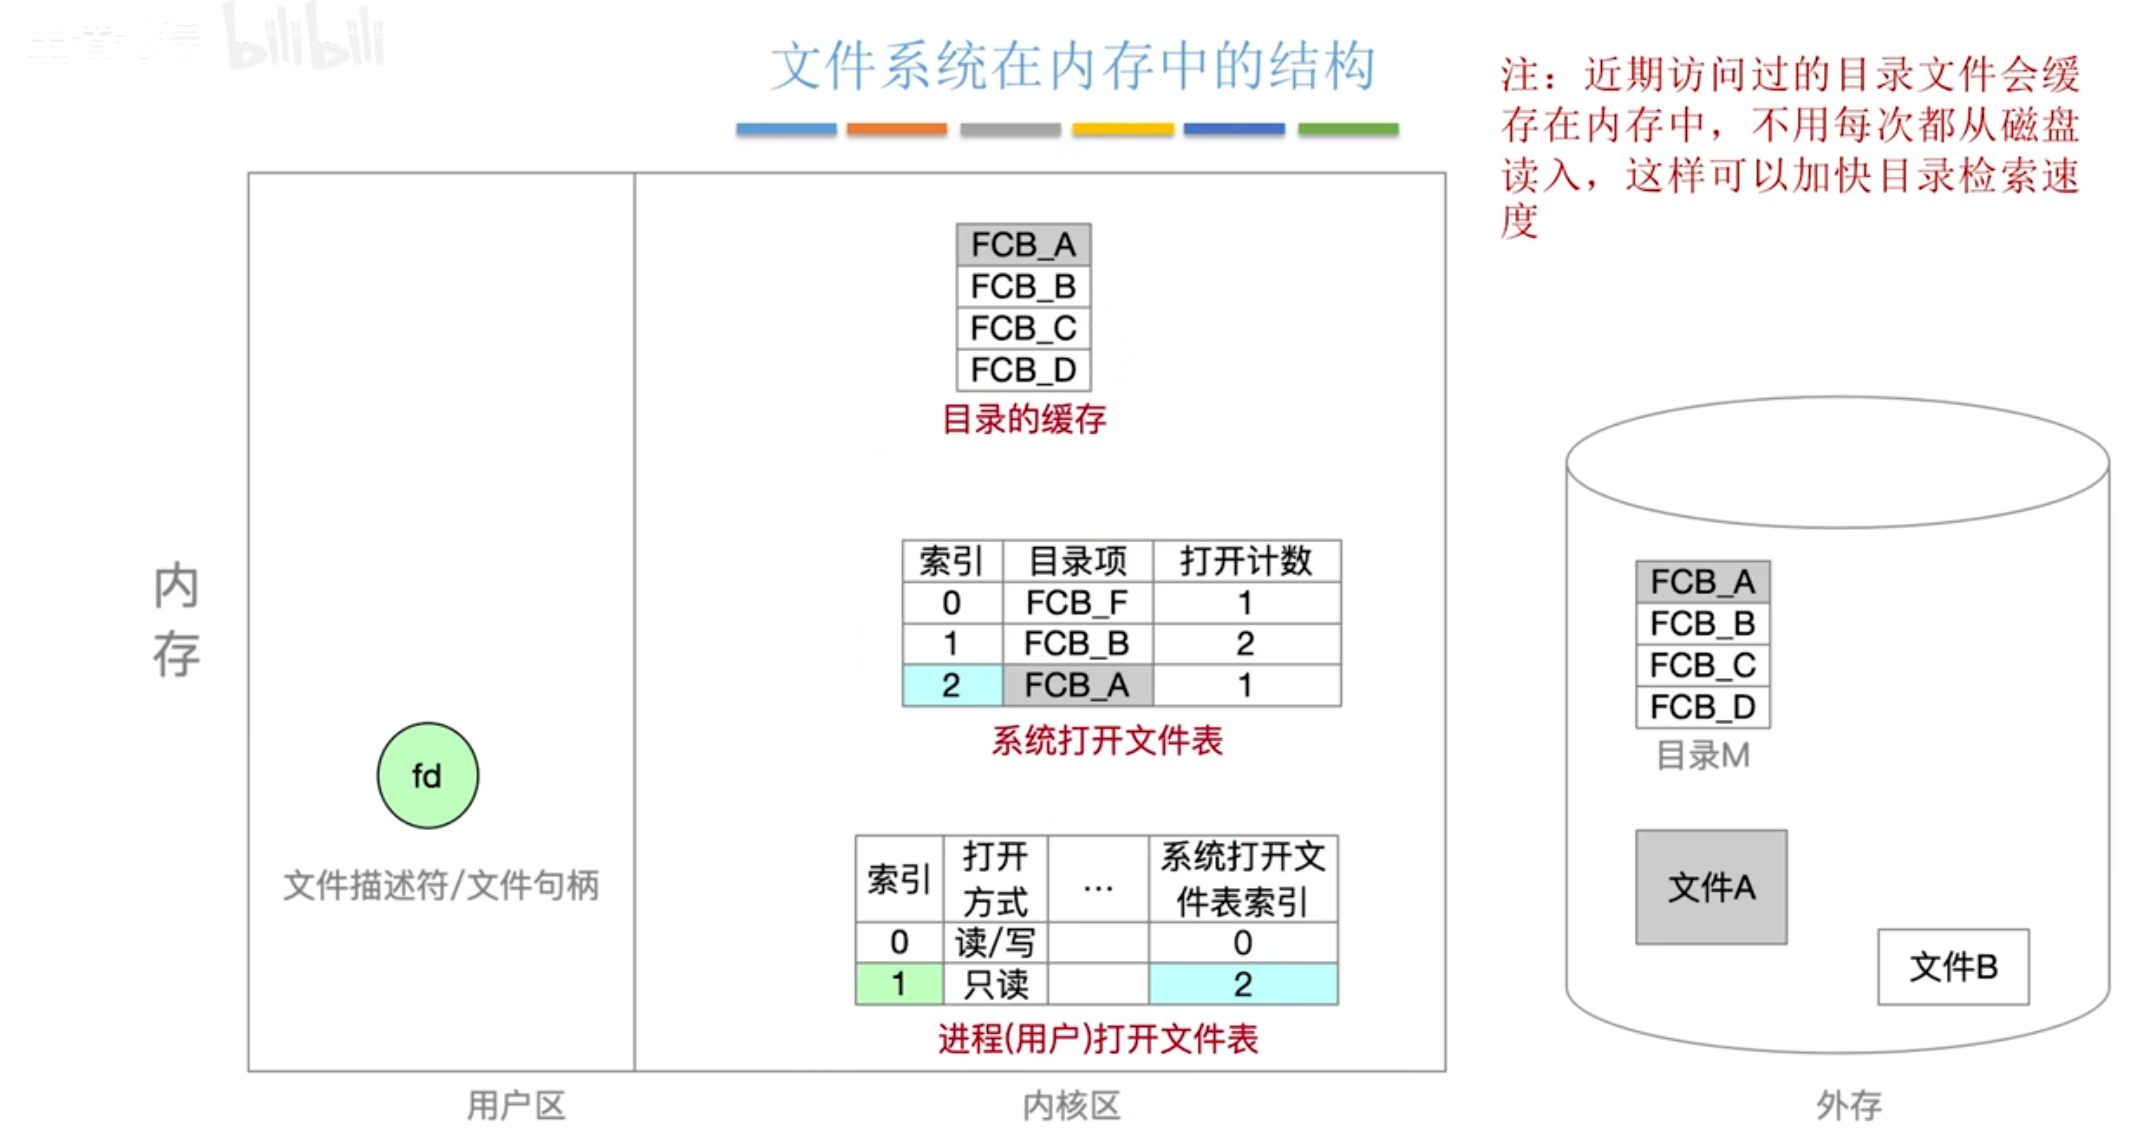 bilibili
文件系统在内存中的结构
注：近期访问过的目录文件会缓
存在内存中，不用每次都从磁盘
读入，这样可以加快目录检索速
度
FCB_A
FCB_B
FCB_C
FCB_D
目录的缓存
索引 目录项 打开计数
0 FCB_F 1
1 FCB_B 2
2 FCB_A 1
系统打开文件表
内
存
fd
文件描述符/文件句柄
索引 打开方式 ... 系统打开文件表索引
0 读/写 0
1 只读 2
进程(用户)打开文件表
用户区
内核区
FCB_A
FCB_B
FCB_C
FCB_D
目录M
文件A
文件B
外存